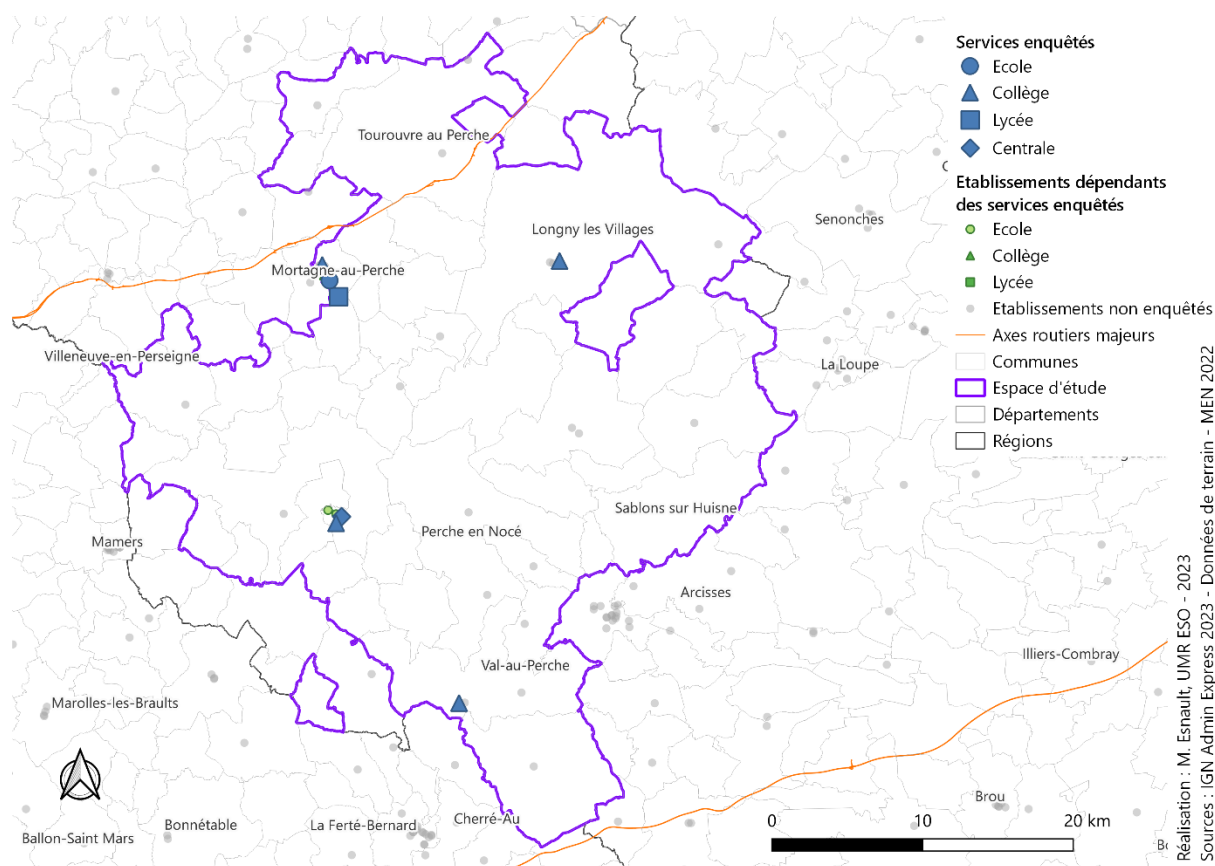 Services enquêtés
Ecole
Collège
Lycée
Centrale
Etablissements dépendants
des services enquêtés
Ecole
Collège
Lycée
Etablissements non enquêtés
Axes routiers majeurs
Communes
Espace d'étude
Départements
Régions
Tourouvre au Perche
Longny les Villages
Senonches
Mortagne-au-Perche
Villeneuve-en-Perseigne
La Loupe
Sablons sur Huisne
Perche en Nocé
Mamers
Arcisses
Val-au-Perche
Illiers-Combray
Marolles-les-Braults
Brou
Cherré-Au
La Ferté-Bernard
Bonnétable
Ballon-Saint Mars
0 10 20 km
Réalisation : M. Esnault, UMR ESO - 2023
Sources : IGN Admin Express 2023 - Données de terrain - MEN 2022